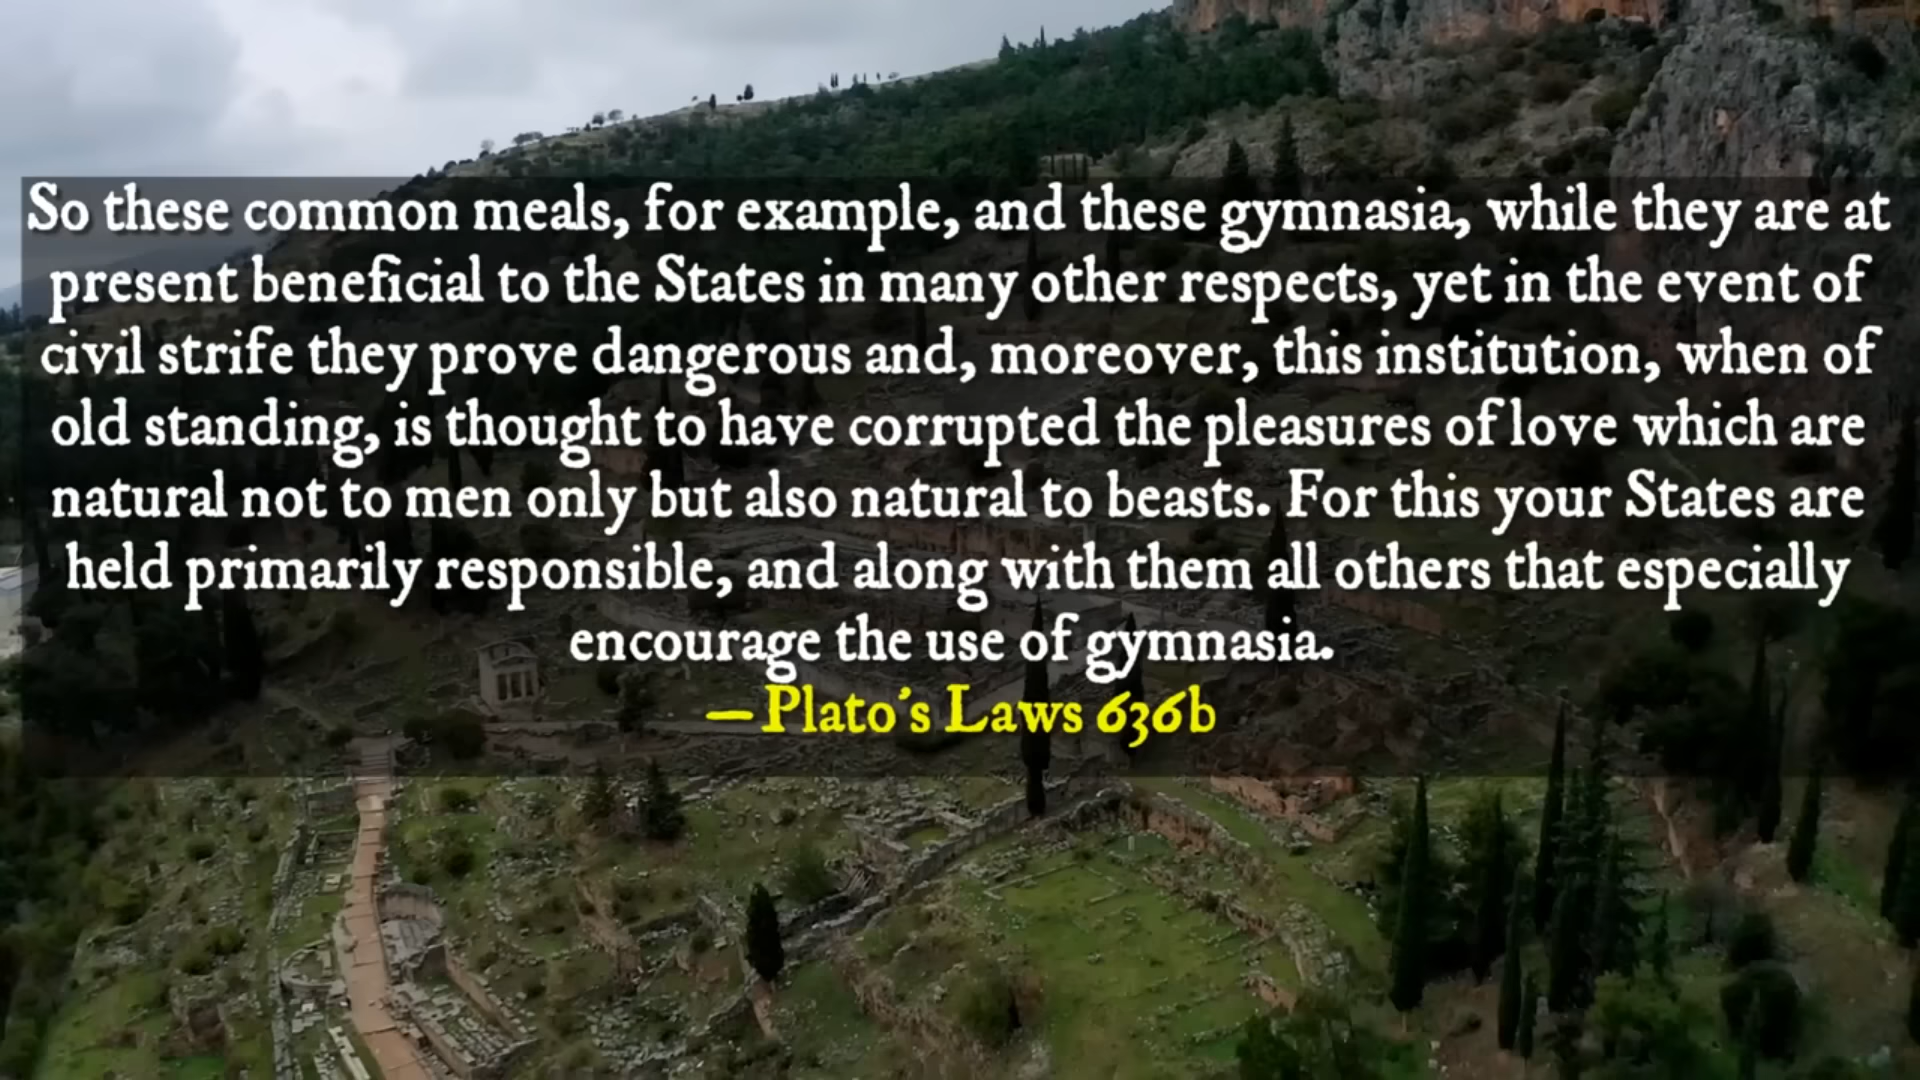 So these common meals, for example, and these gymnasia, while they are at
present beneficial to the States in many other respects, yet in the event of
civil strife they prove dangerous and, moreover, this institution, when of
old standing, is thought to have corrupted the pleasures of love which are
natural not to men only but also natural to beasts. For this your States are
held primarily responsible, and along with them all others that especially
encourage the use of gymnasia.
—Plato's Laws 636b